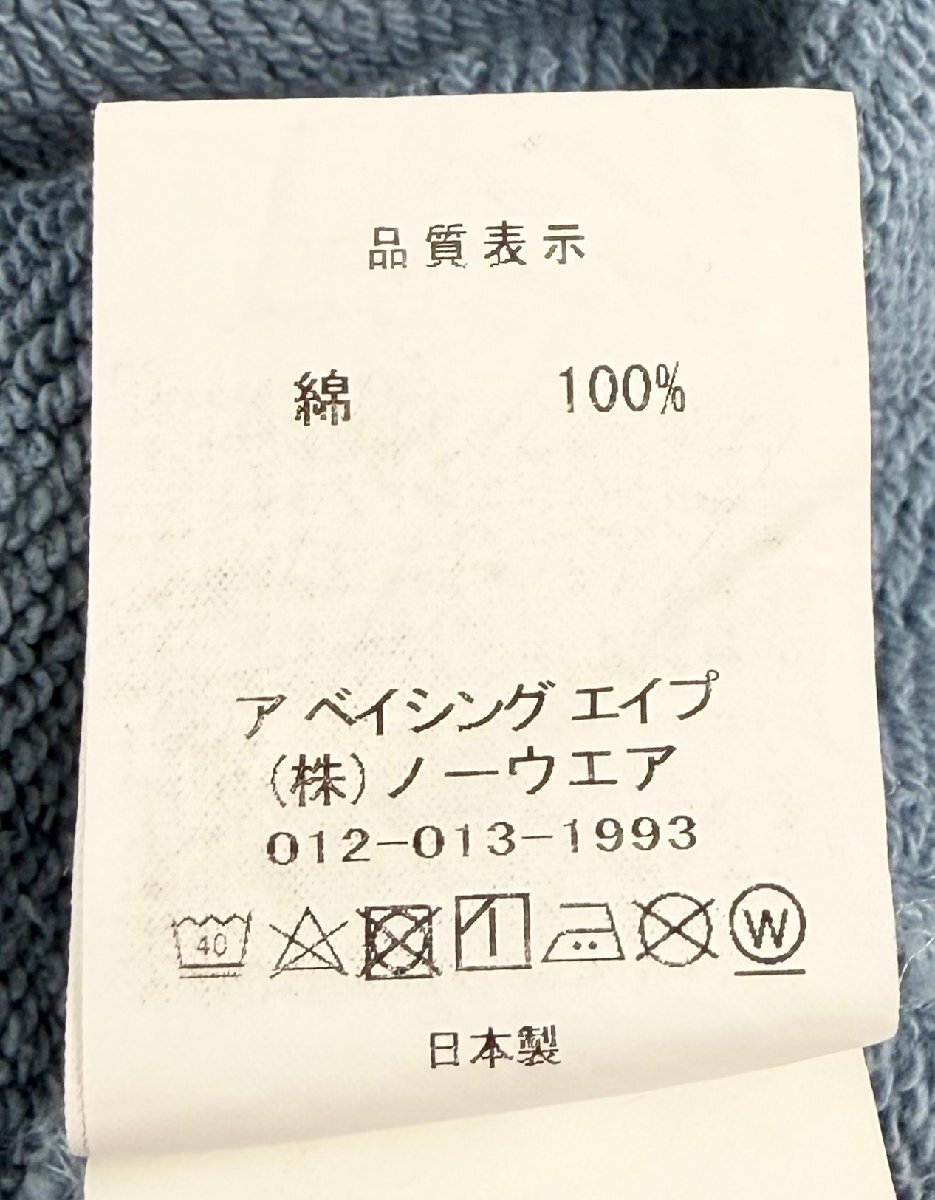 品質表示
綿 100%
ア ベイシング エイプ
(株)ノーウエア
012-013-1993
40 W
日本製